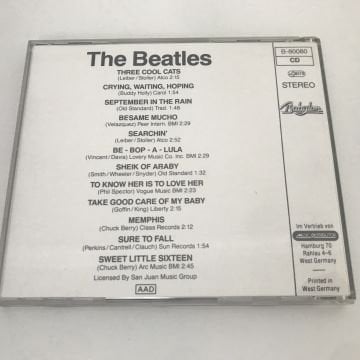 The Beatles
THREE COOL CATS
(Leiber/Stoller) Alco 2:15
CRYING, WAITING, HOPING
(Buddy Holly) Carol 1:54
SEPTEMBER IN THE RAIN
(Old Standard) Trad. 1:48
BESAME MUCHO
(Velazquez) Peer Intern. BMI 2:29
SEARCHIN'
(Leiber/Stoller) Alco 2:52
BE - BOP - A - LULA
(Vincent/Davis) Lowery Music Co. Inc. BMI 2:29
SHEIK OF ARABY
(Smith/Wheeler/Snyder) Old Standard 1:32
TO KNOW HER IS TO LOVE HER
(Phil Spector) Vogue Music BMI 2:23
TAKE GOOD CARE OF MY BABY
(Goffin/King) Liberty 2:15
MEMPHIS
(Chuck Berry) Class Records 2:12
SURE TO FALL
(Perkins/Cantrell/Clauch) Sun Records 1:54
SWEET LITTLE SIXTEEN
(Chuck Berry) Arc Music BMI 2:45
Licensed By San Juan Music Group
AAD
B-80080
CD
STEREO
Babylon
Im Vertrieb von
Hamburg 70
Rahlau 4-6
West Germany
Printed in
West Germany